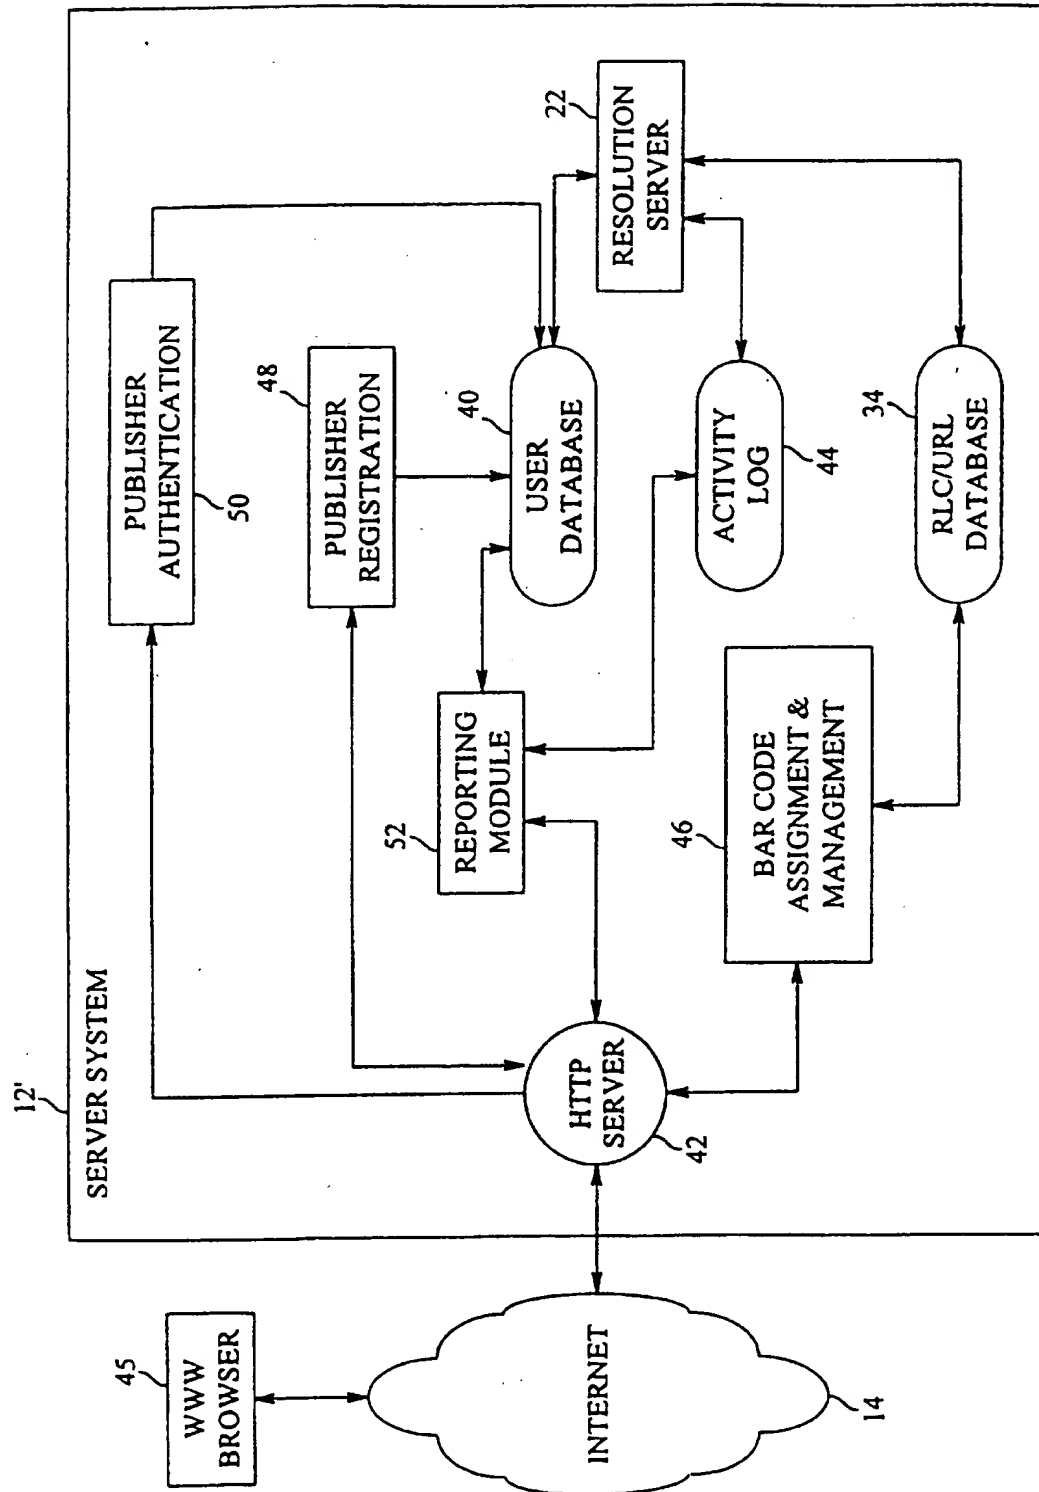 12'
SERVER SYSTEM
45
WWW
BROWSER
INTERNET
14
HTTP
SERVER
42
PUBLISHER
AUTHENTICATION
50
PUBLISHER
REGISTRATION
48
REPORTING
MODULE
52
USER
DATABASE
40
RESOLUTION
SERVER
22
ACTIVITY
LOG
44
BAR CODE
ASSIGNMENT &
MANAGEMENT
46
RLC/URL
DATABASE
34